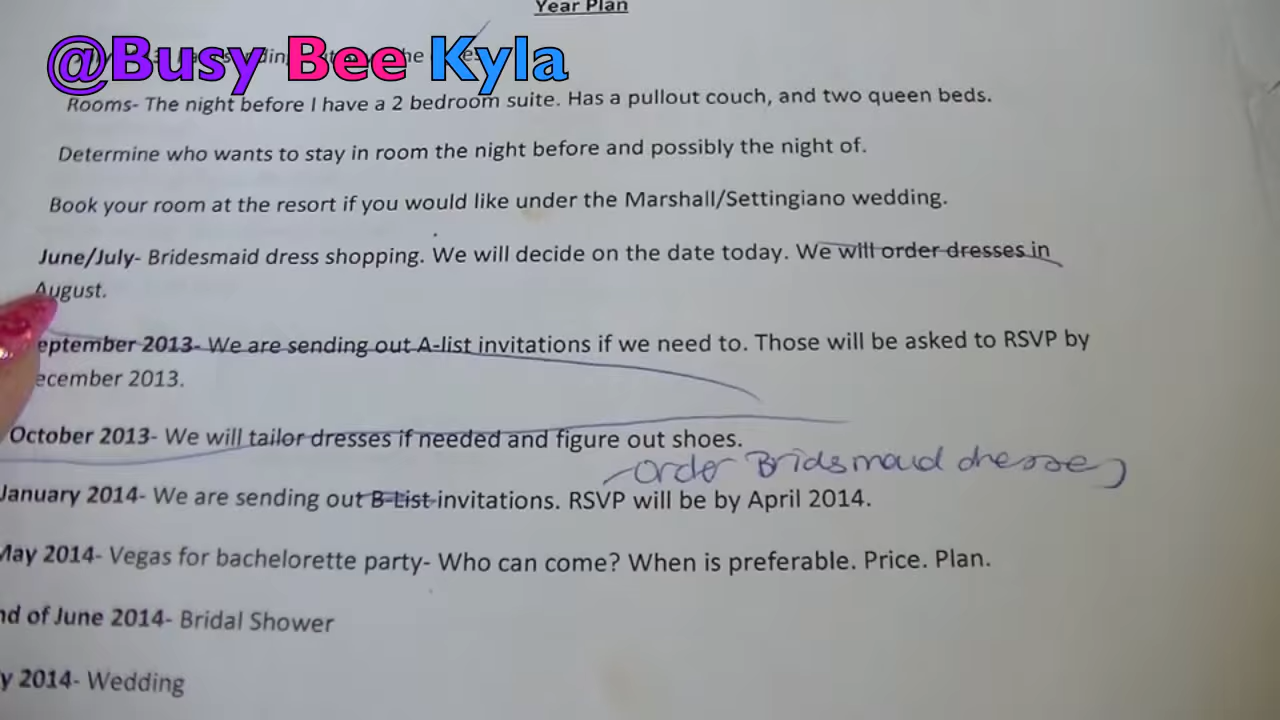 Year Plan
@Busy Bee Kyla
Rooms- The night before I have a 2 bedroom suite. Has a pullout couch, and two queen beds.
Determine who wants to stay in room the night before and possibly the night of.
Book your room at the resort if you would like under the Marshall/Settingiano wedding.
June/July- Bridesmaid dress shopping. We will decide on the date today. We will order dresses in
August.
eptember 2013- We are sending out A-list invitations if we need to. Those will be asked to RSVP by
ecember 2013.
October 2013- We will tailor dresses if needed and figure out shoes.
-order Bridsmaid dresses
January 2014- We are sending out B-List invitations. RSVP will be by April 2014.
May 2014- Vegas for bachelorette party- Who can come? When is preferable. Price. Plan.
nd of June 2014- Bridal Shower
y 2014- Wedding